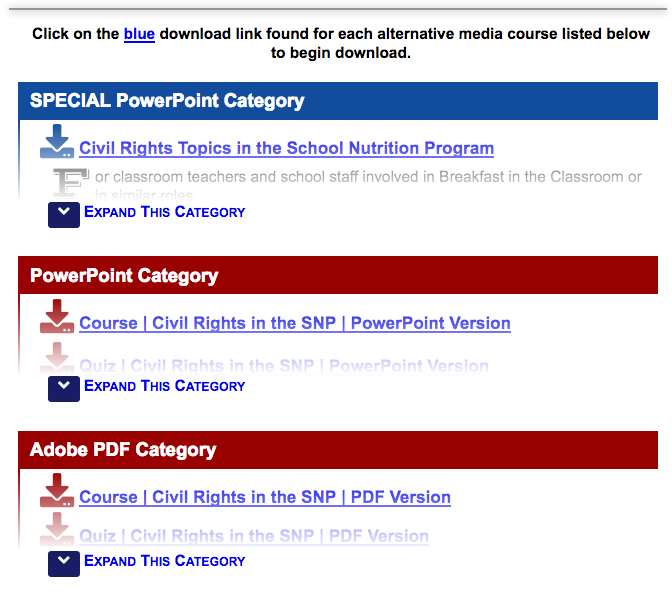 Click on the blue download link found for each alternative media course listed below
to begin download.
SPECIAL PowerPoint Category
Civil Rights Topics in the School Nutrition Program
For classroom teachers and school staff involved in Breakfast in the Classroom or
in similar roles
EXPAND THIS CATEGORY
PowerPoint Category
Course | Civil Rights in the SNP | PowerPoint Version
Quiz | Civil Rights in the SNP | PowerPoint Version
EXPAND THIS CATEGORY
Adobe PDF Category
Course | Civil Rights in the SNP | PDF Version
Quiz | Civil Rights in the SNP | PDF Version
EXPAND THIS CATEGORY